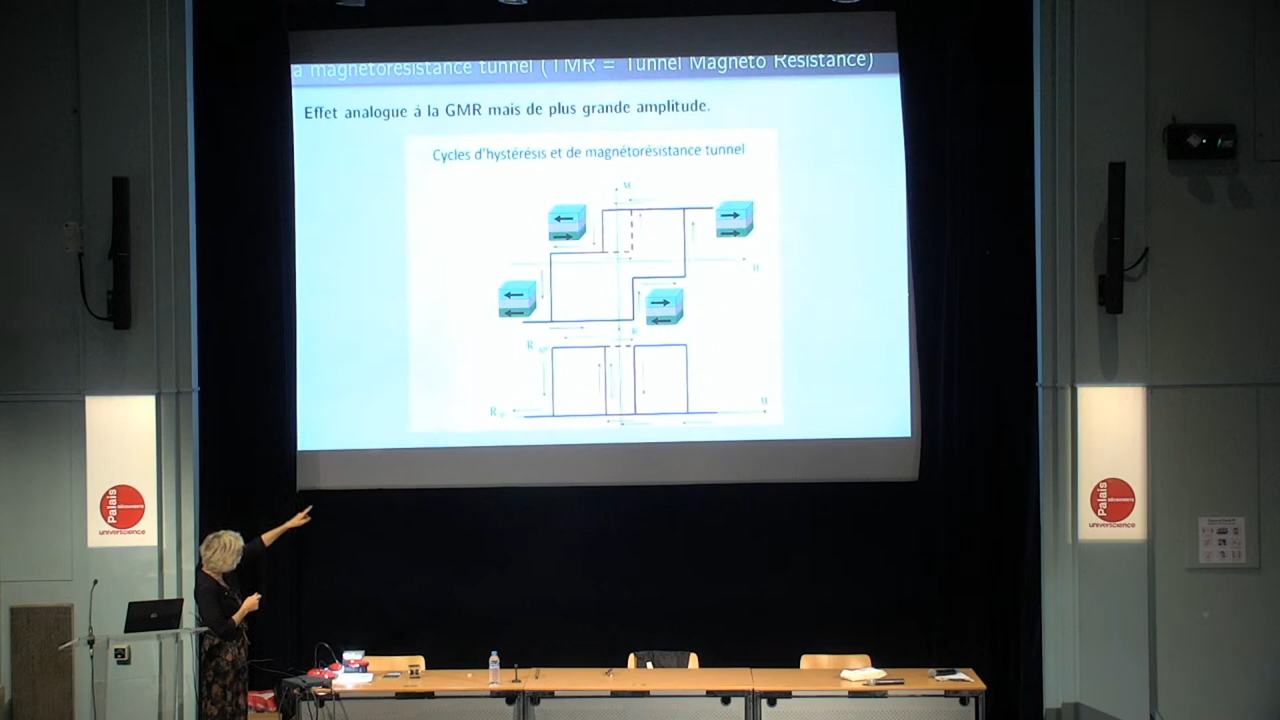 a magnétorésistance tunnel (TMR = Tunnel Magneto Resistance)
Effet analogue á la GMR mais de plus grande amplitude.
Cycles d'hystérésis et de magnétorésistance tunnel
M
H
R
R
H
Palais
DÉCOUVERTE
universcience
Palais
DÉCOUVERTE
universcience